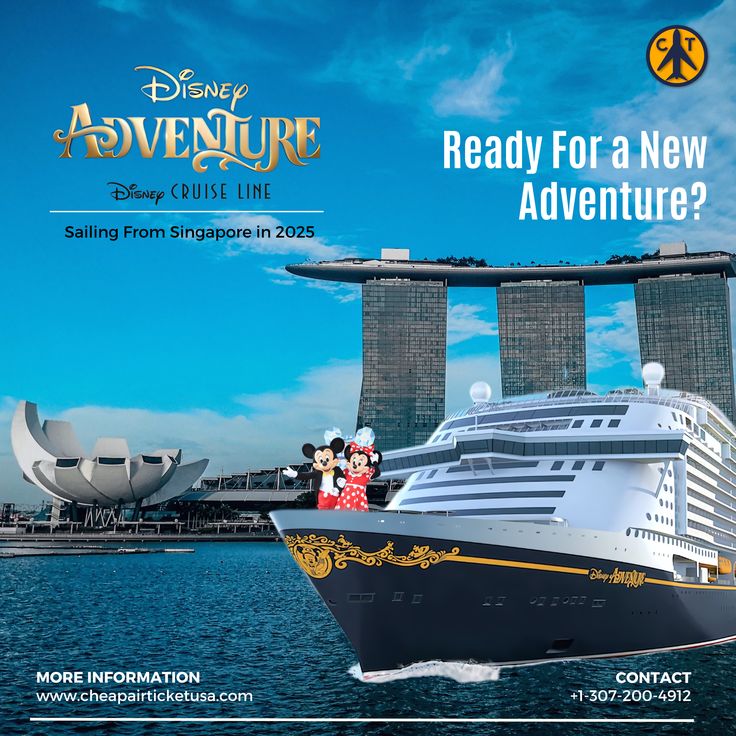 C T
Disney
ADVENTURE
Disney CRUISE LINE
Sailing From Singapore in 2025
Ready For a New
Adventure?
Disney ADVENTURE
MORE INFORMATION
www.cheapairticketusa.com
CONTACT
+1-307-200-4912